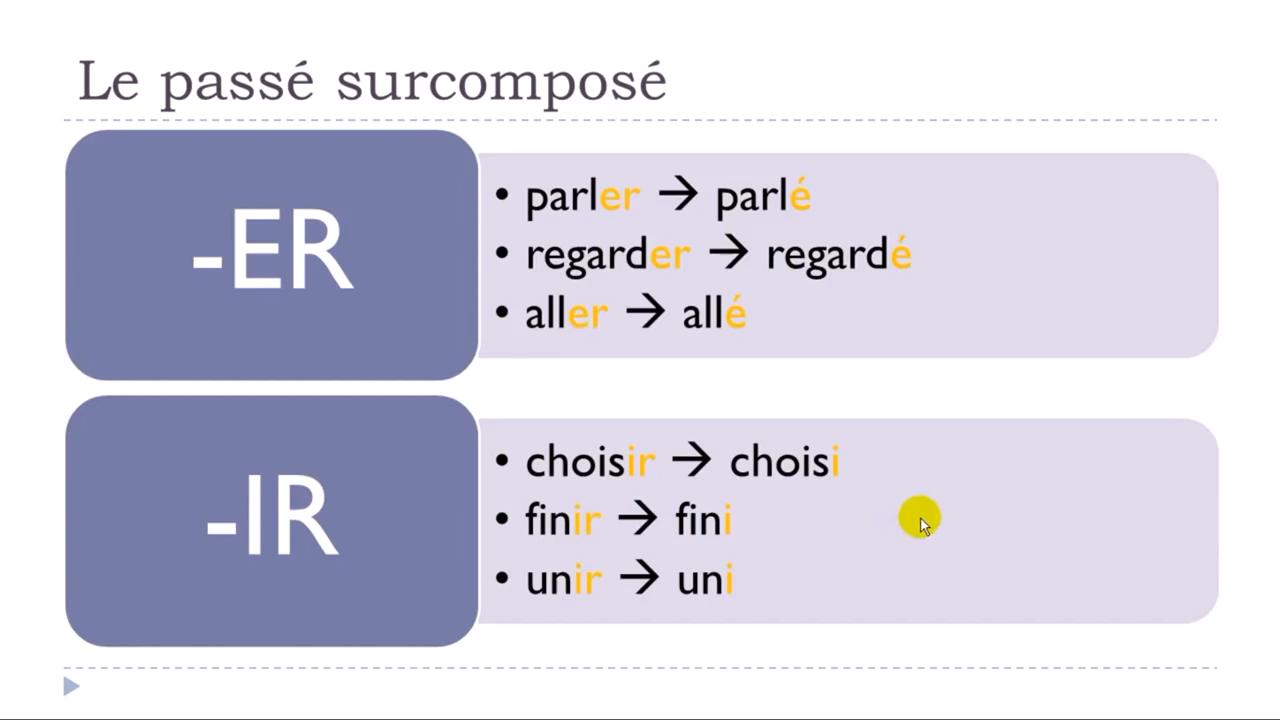 Le passé surcomposé
-ER
• parler → parlé
• regarder → regardé
• aller → allé
-IR
• choisir → choisi
• finir → fini
• unir → uni